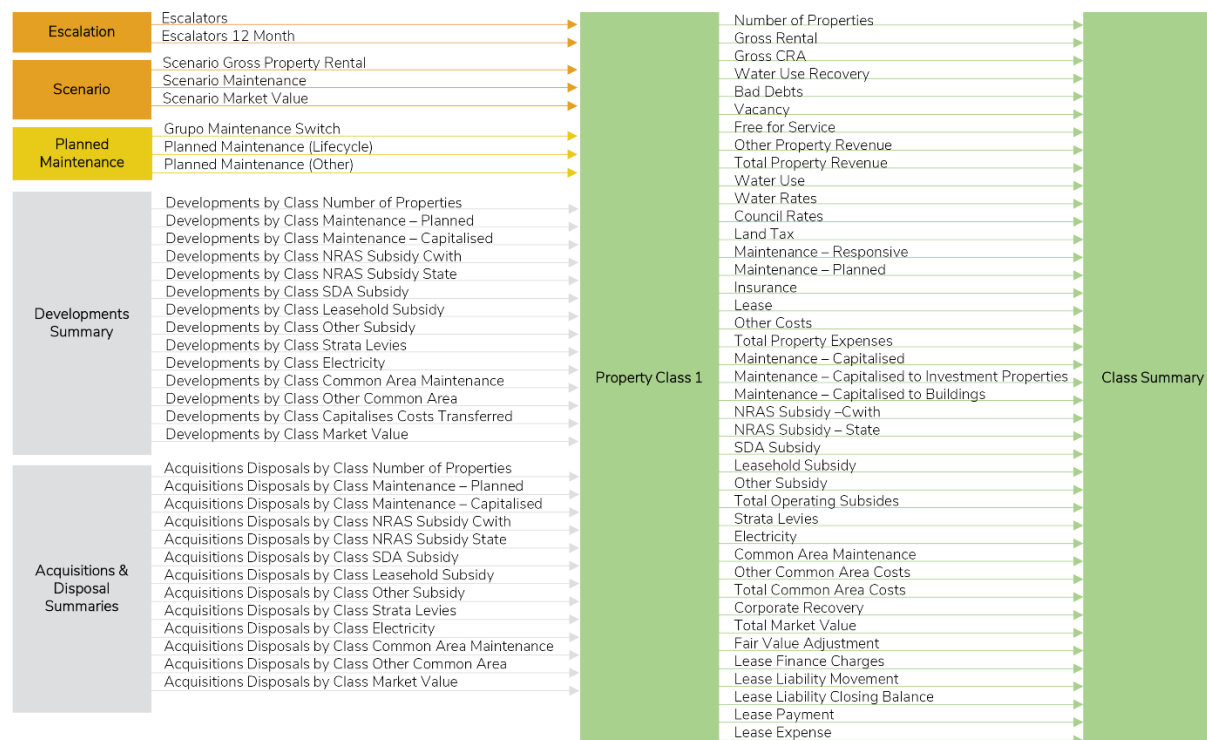 Escalation
Escalators
Escalators 12 Month
Scenario
Scenario Gross Property Rental
Scenario Maintenance
Scenario Market Value
Planned
Maintenance
Grupo Maintenance Switch
Planned Maintenance (Lifecycle)
Planned Maintenance (Other)
Developments
Summary
Developments by Class Number of Properties
Developments by Class Maintenance – Planned
Developments by Class Maintenance – Capitalised
Developments by Class NRAS Subsidy Cwith
Developments by Class NRAS Subsidy State
Developments by Class SDA Subsidy
Developments by Class Leasehold Subsidy
Developments by Class Other Subsidy
Developments by Class Strata Levies
Developments by Class Electricity
Developments by Class Common Area Maintenance
Developments by Class Other Common Area
Developments by Class Capitalises Costs Transferred
Developments by Class Market Value
Acquisitions &
Disposal
Summaries
Acquisitions Disposals by Class Number of Properties
Acquisitions Disposals by Class Maintenance – Planned
Acquisitions Disposals by Class Maintenance – Capitalised
Acquisitions Disposals by Class NRAS Subsidy Cwith
Acquisitions Disposals by Class NRAS Subsidy State
Acquisitions Disposals by Class SDA Subsidy
Acquisitions Disposals by Class Leasehold Subsidy
Acquisitions Disposals by Class Other Subsidy
Acquisitions Disposals by Class Strata Levies
Acquisitions Disposals by Class Electricity
Acquisitions Disposals by Class Common Area Maintenance
Acquisitions Disposals by Class Other Common Area
Acquisitions Disposals by Class Market Value
Property Class 1
Number of Properties
Gross Rental
Gross CRA
Water Use Recovery
Bad Debts
Vacancy
Free for Service
Other Property Revenue
Total Property Revenue
Water Use
Water Rates
Council Rates
Land Tax
Maintenance – Responsive
Maintenance – Planned
Insurance
Lease
Other Costs
Total Property Expenses
Maintenance – Capitalised
Maintenance – Capitalised to Investment Properties
Maintenance – Capitalised to Buildings
NRAS Subsidy –Cwith
NRAS Subsidy – State
SDA Subsidy
Leasehold Subsidy
Other Subsidy
Total Operating Subsides
Strata Levies
Electricity
Common Area Maintenance
Other Common Area Costs
Total Common Area Costs
Corporate Recovery
Total Market Value
Fair Value Adjustment
Lease Finance Charges
Lease Liability Movement
Lease Liability Closing Balance
Lease Payment
Lease Expense
Class Summary